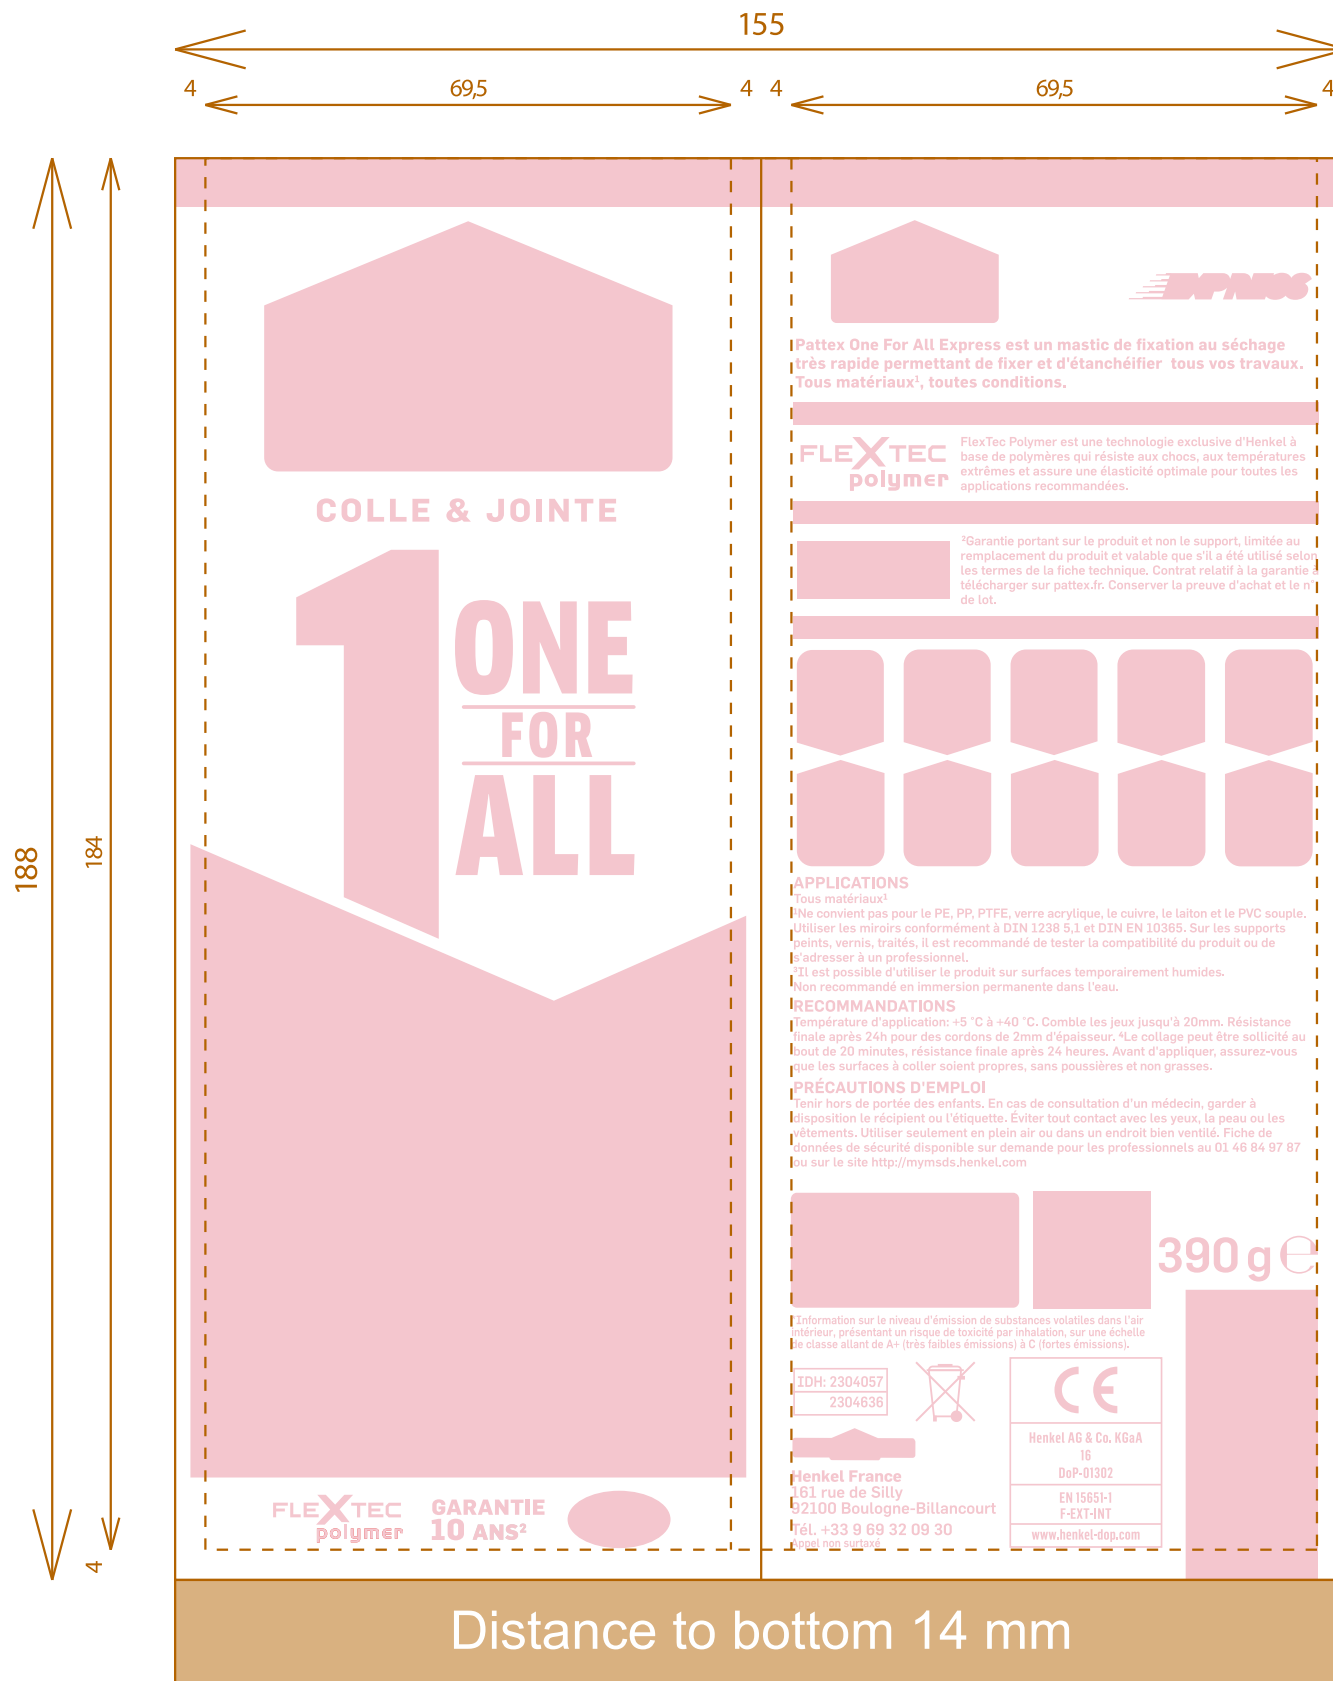 155
4
69,5
4
4
69,5
4
188
184
4
COLLE & JOINTE
1 ONE
FOR
ALL
FLEXTEC
polymer
GARANTIE
10 ANS²
EXPRESS
Pattex One For All Express est un mastic de fixation au séchage
très rapide permettant de fixer et d'étanchéifier tous vos travaux.
Tous matériaux¹, toutes conditions.
FLEXTEC
polymer
FlexTec Polymer est une technologie exclusive d'Henkel à
base de polymères qui résiste aux chocs, aux températures
extrêmes et assure une élasticité optimale pour toutes les
applications recommandées.
²Garantie portant sur le produit et non le support, limitée au
remplacement du produit et valable que s'il a été utilisé selon
les termes de la fiche technique. Contrat relatif à la garantie à
télécharger sur pattex.fr. Conserver la preuve d'achat et le n°
de lot.
APPLICATIONS
Tous matériaux¹
¹Ne convient pas pour le PE, PP, PTFE, verre acrylique, le cuivre, le laiton et le PVC souple.
Utiliser les miroirs conformément à DIN 1238 5,1 et DIN EN 10365. Sur les supports
peints, vernis, traités, il est recommandé de tester la compatibilité du produit ou de
s'adresser à un professionnel.
³Il est possible d'utiliser le produit sur surfaces temporairement humides.
Non recommandé en immersion permanente dans l'eau.
RECOMMANDATIONS
Température d'application: +5 °C à +40 °C. Comble les jeux jusqu'à 20mm. Résistance
finale après 24h pour des cordons de 2mm d'épaisseur. ⁴Le collage peut être sollicité au
bout de 20 minutes, résistance finale après 24 heures. Avant d'appliquer, assurez-vous
que les surfaces à coller soient propres, sans poussières et non grasses.
PRÉCAUTIONS D'EMPLOI
Tenir hors de portée des enfants. En cas de consultation d'un médecin, garder à
disposition le récipient ou l'étiquette. Éviter tout contact avec les yeux, la peau ou les
vêtements. Utiliser seulement en plein air ou dans un endroit bien ventilé. Fiche de
données de sécurité disponible sur demande pour les professionnels au 01 46 84 97 87
ou sur le site http://mymsds.henkel.com
390 g ℮
*Information sur le niveau d'émission de substances volatiles dans l'air
intérieur, présentant un risque de toxicité par inhalation, sur une échelle
de classe allant de A+ (très faibles émissions) à C (fortes émissions).
IDH: 2304057
2304636
Henkel France
161 rue de Silly
92100 Boulogne-Billancourt
Tél. +33 9 69 32 09 30
Appel non surtaxé
CE
Henkel AG & Co. KGaA
16
DoP-01302
EN 15651-1
F-EXT-INT
www.henkel-dop.com
Distance to bottom 14 mm